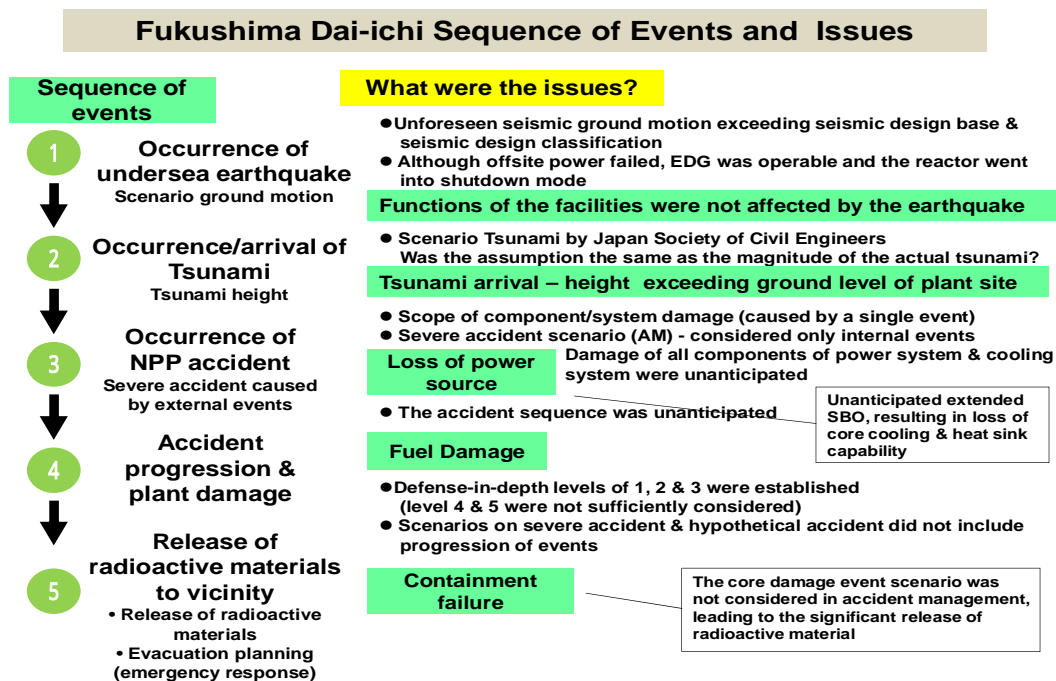 Fukushima Dai-ichi Sequence of Events and  Issues
Sequence of
events
What were the issues?
1
Occurrence of
undersea earthquake
Scenario ground motion
●Unforeseen seismic ground motion exceeding seismic design base &
seismic design classification
●Although offsite power failed, EDG was operable and the reactor went
into shutdown mode
Functions of the facilities were not affected by the earthquake
2
Occurrence/arrival of
Tsunami
Tsunami height
● Scenario Tsunami by Japan Society of Civil Engineers
Was the assumption the same as the magnitude of the actual tsunami?
Tsunami arrival – height  exceeding ground level of plant site
3
Occurrence of
NPP accident
Severe accident caused
by external events
● Scope of component/system damage (caused by a single event)
● Severe accident scenario (AM) - considered only internal events
Loss of power
source
Damage of all components of power system & cooling
system were unanticipated
● The accident sequence was unanticipated
Unanticipated extended
SBO, resulting in loss of
core cooling & heat sink
capability
4
Accident
progression &
plant damage
Fuel Damage
●Defense-in-depth levels of 1, 2 & 3 were established
(level 4 & 5 were not sufficiently considered)
● Scenarios on severe accident & hypothetical accident did not include
progression of events
5
Release of
radioactive materials
to vicinity
• Release of radioactive
materials
• Evacuation planning
(emergency response)
Containment
failure
The core damage event scenario was
not considered in accident management,
leading to the significant release of
radioactive material